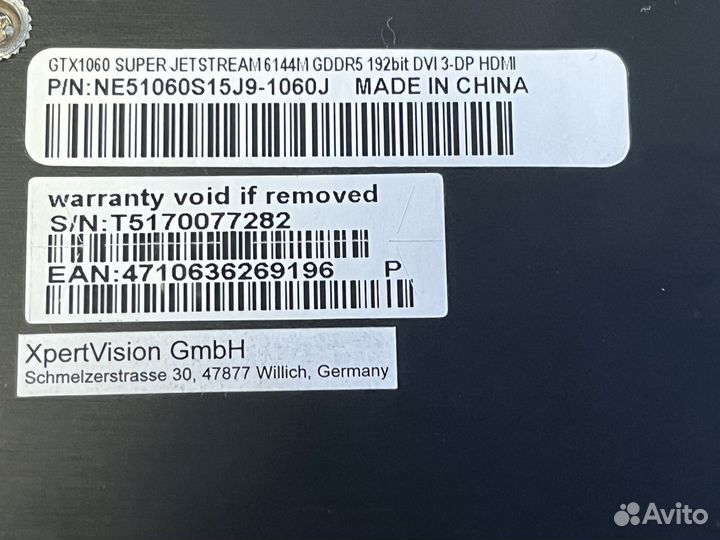 GTX1060 SUPER JETSTREAM 6144M GDDR5 192bit DVI 3-DP HDMI
P/N:NE51060S15J9-1060J MADE IN CHINA
warranty void if removed
S/N:T5170077282
EAN:4710636269196 P
XpertVision GmbH
Schmelzerstrasse 30, 47877 Willich, Germany
Avito